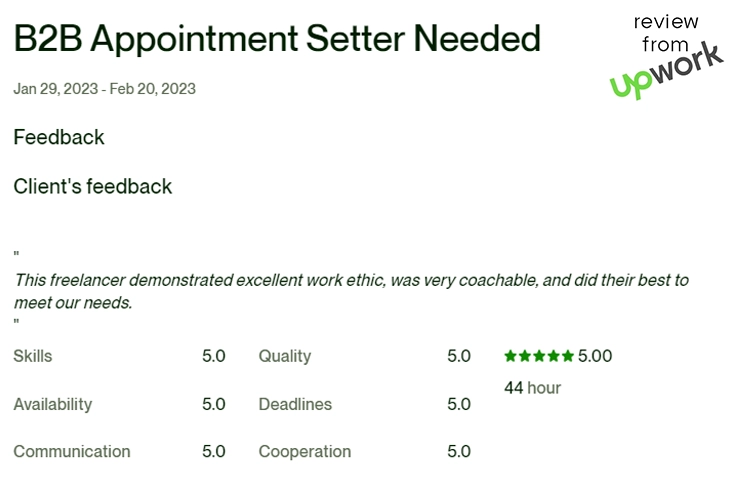 B2B Appointment Setter Needed
review
from
upwork
Jan 29, 2023 - Feb 20, 2023
Feedback
Client's feedback
"
This freelancer demonstrated excellent work ethic, was very coachable, and did their best to
meet our needs.
"
Skills 5.0 Quality 5.0 5.00
44 hour
Availability 5.0 Deadlines 5.0
Communication 5.0 Cooperation 5.0